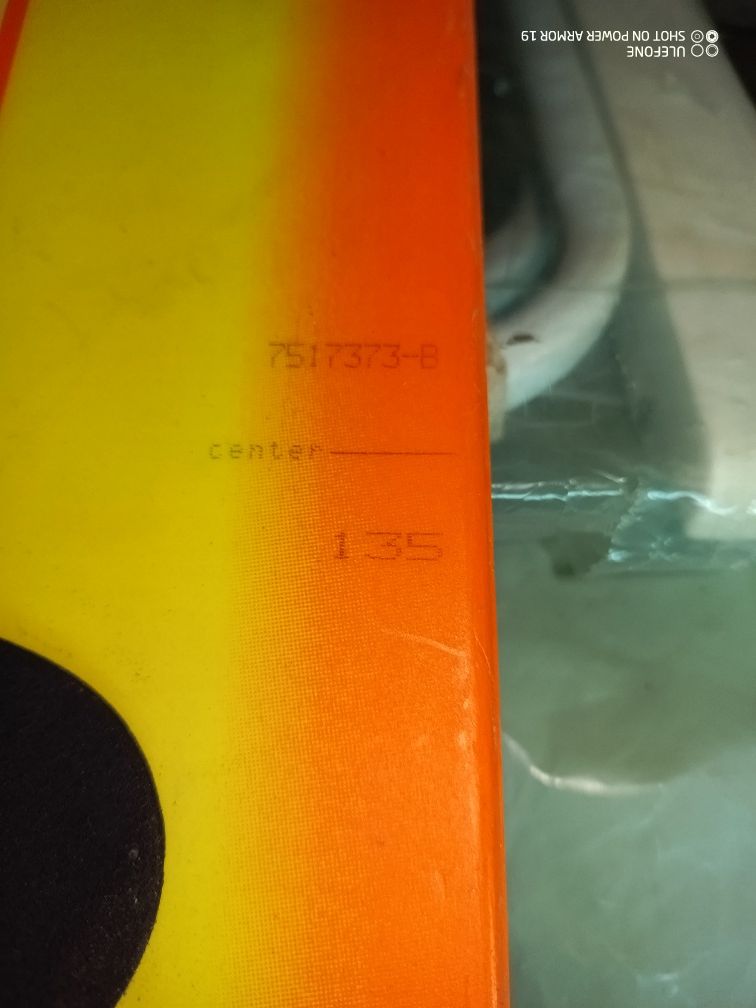 7517373-B
center
135
ULEFONE
SHOT ON POWER ARMOR 19